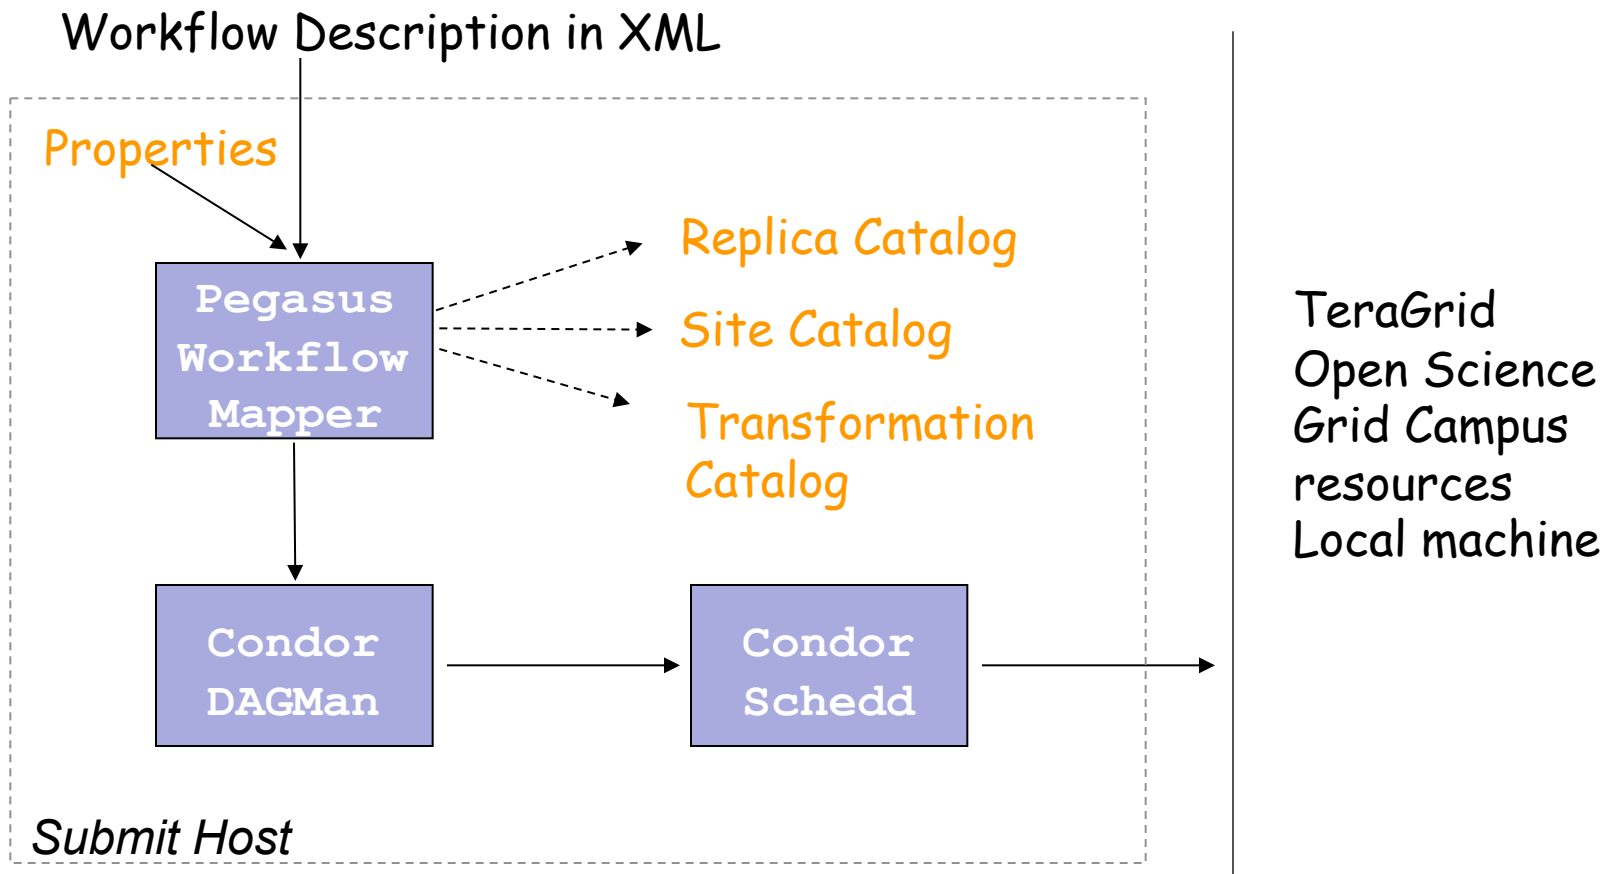 Workflow Description in XML
Properties
Replica Catalog
Pegasus
Workflow
Mapper
Site Catalog
Transformation
Catalog
TeraGrid
Open Science
Grid Campus
resources
Local machine
Condor
DAGMan
Condor
Schedd
Submit Host